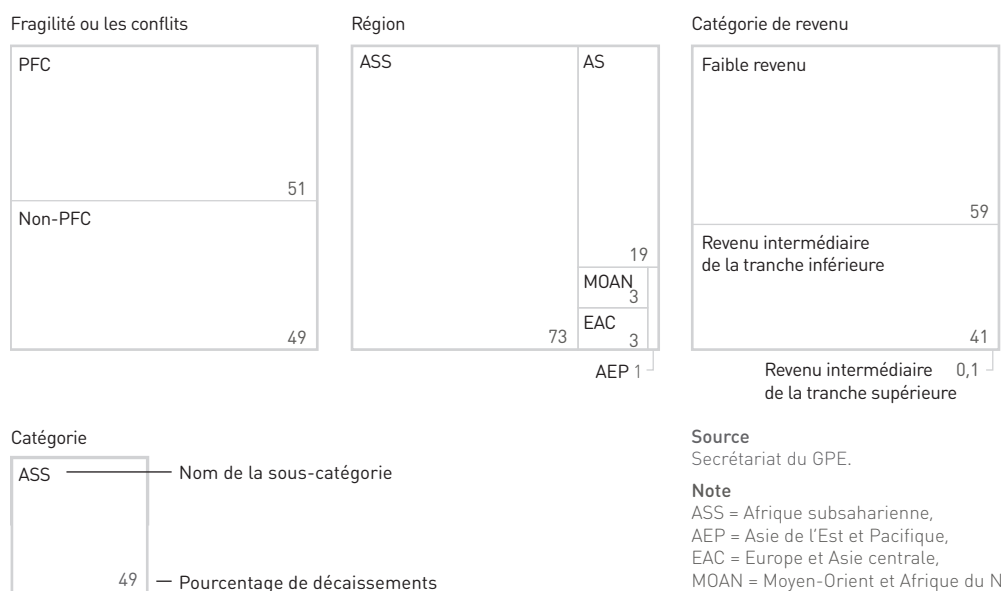 Fragilité ou les conflits
PFC
51
Non-PFC
49
Région
ASS
73
AS
19
MOAN
3
EAC
3
AEP 1
Catégorie de revenu
Faible revenu
59
Revenu intermédiaire
de la tranche inférieure
41
Revenu intermédiaire 0,1
de la tranche supérieure
Catégorie
ASS
Nom de la sous-catégorie
49
Pourcentage de décaissements
Source
Secrétariat du GPE.
Note
ASS = Afrique subsaharienne,
AEP = Asie de l'Est et Pacifique,
EAC = Europe et Asie centrale,
MOAN = Moyen-Orient et Afrique du N